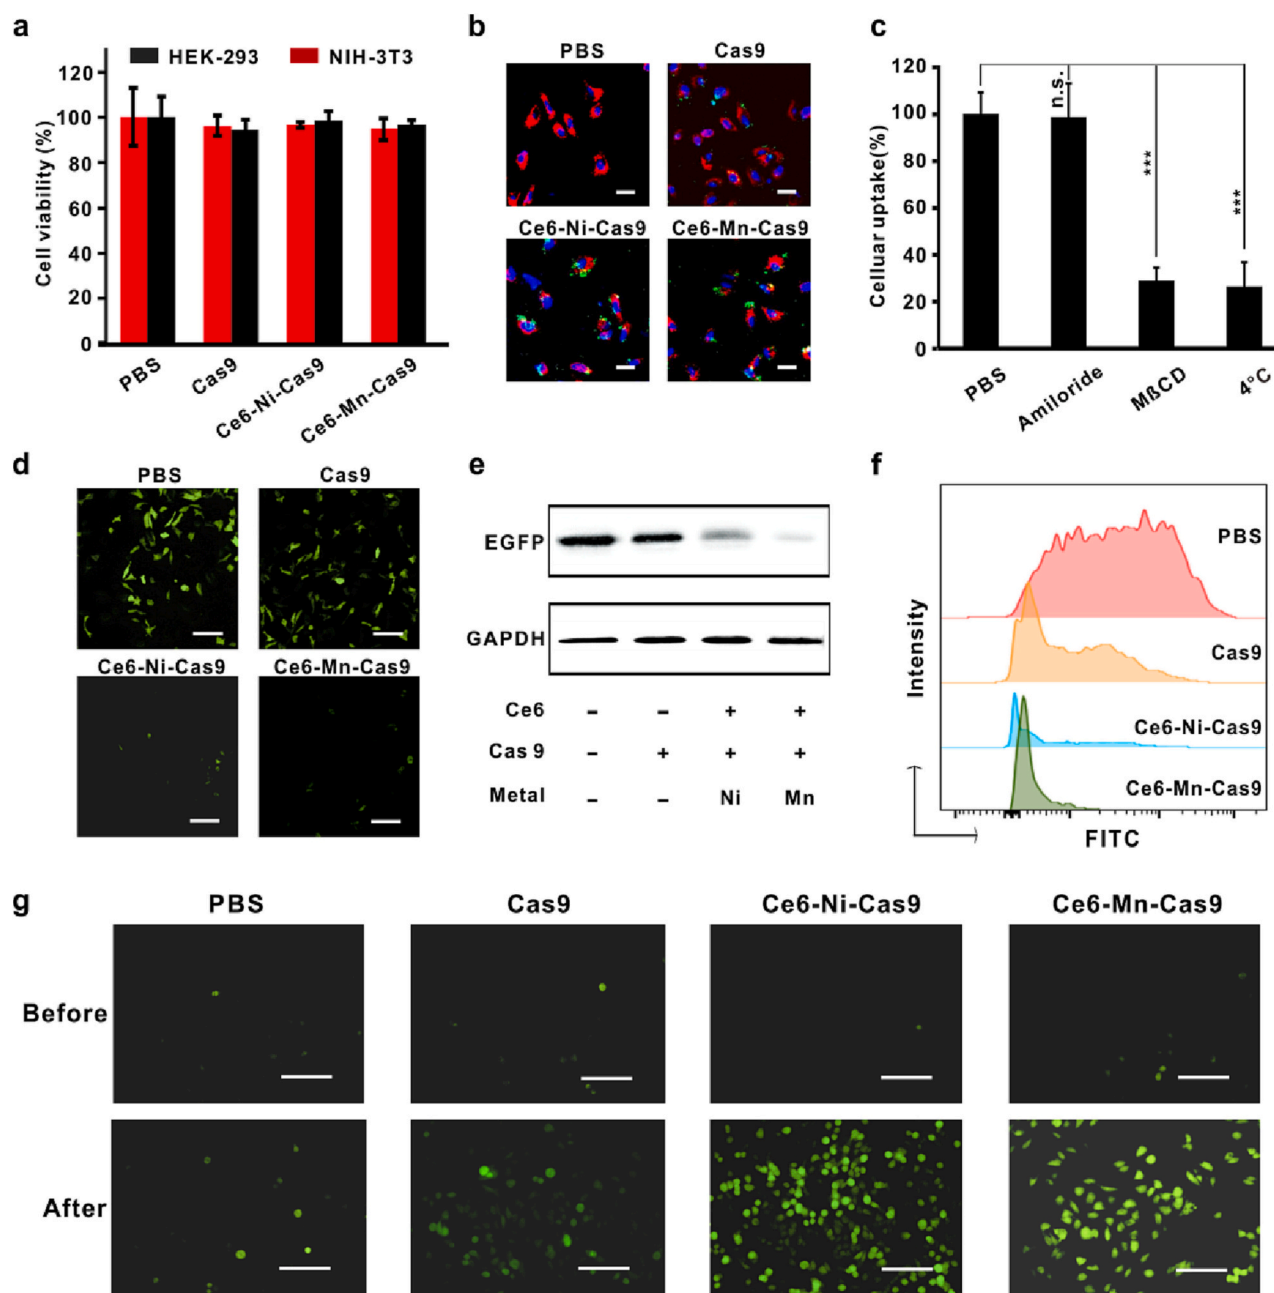 a
HEK-293 NIH-3T3
Cell viability (%)
120
100
80
60
40
20
0
PBS
Cas9
Ce6-Ni-Cas9
Ce6-Mn-Cas9
b
PBS Cas9
Ce6-Ni-Cas9 Ce6-Mn-Cas9
c
Celluar uptake(%)
120
100
80
60
40
20
0
n.s.
***
***
PBS
Amiloride
MßCD
4°C
d
PBS Cas9
Ce6-Ni-Cas9 Ce6-Mn-Cas9
e
EGFP
GAPDH
Ce6 – – + +
Cas 9 – + + +
Metal – – Ni Mn
f
Intensity
PBS
Cas9
Ce6-Ni-Cas9
Ce6-Mn-Cas9
FITC
g
PBS Cas9 Ce6-Ni-Cas9 Ce6-Mn-Cas9
Before
After